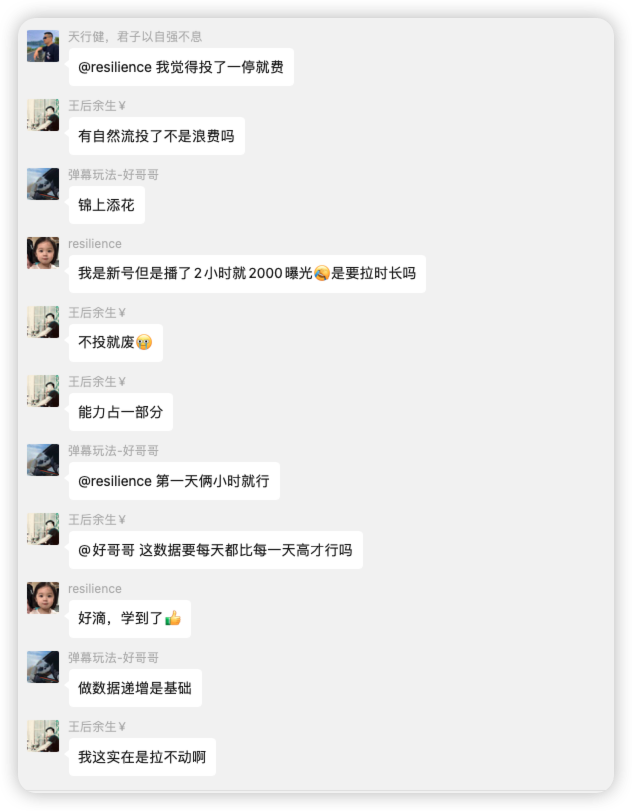 天行健，君子以自强不息
@resilience 我觉得投了一停就费
王后余生￥
有自然流投了不是浪费吗
弹幕玩法-好哥哥
锦上添花
resilience
我是新号但是播了2小时就2000曝光🤣是要拉时长吗
王后余生￥
不投就废😭
王后余生￥
能力占一部分
弹幕玩法-好哥哥
@resilience 第一天俩小时就行
王后余生￥
@好哥哥 这数据要每天都比每一天高才行吗
resilience
好滴，学到了👍
弹幕玩法-好哥哥
做数据递增是基础
王后余生￥
我这实在是拉不动啊